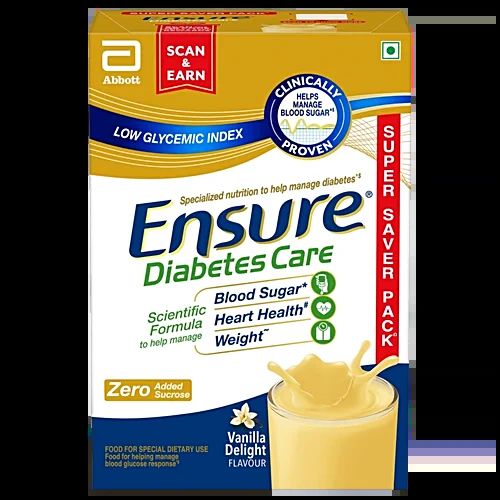 Abbott
SCAN
&
EARN
CLINICALLY
HELPS
MANAGE
BLOOD SUGAR*§
PROVEN
LOW GLYCEMIC INDEX
SUPER SAVER PACK
Specialized nutrition to help manage diabetes*§
Ensure®
Diabetes Care
Scientific
Formula
to help manage
Blood Sugar*
Heart Health#
Weight~
Zero Added
Sucrose
Vanilla
Delight
FLAVOUR
FOOD FOR SPECIAL DIETARY USE
Food for helping manage
blood glucose response*§